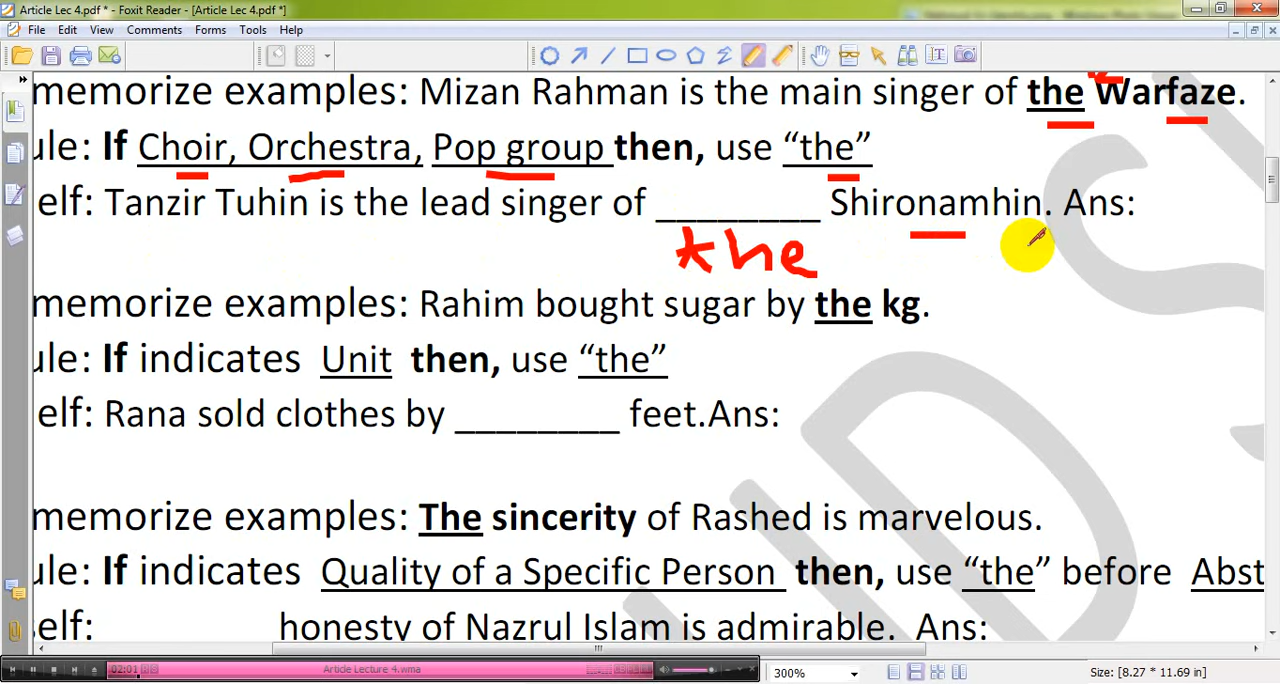 Article Lec 4.pdf * - Foxit Reader - [Article Lec 4.pdf *]
File Edit View Comments Forms Tools Help
memorize examples: Mizan Rahman is the main singer of the Warfaze.
ule: If Choir, Orchestra, Pop group then, use “the”
elf: Tanzir Tuhin is the lead singer of ________ Shironamhin. Ans:
the
memorize examples: Rahim bought sugar by the kg.
ule: If indicates Unit then, use “the”
elf: Rana sold clothes by ________ feet.Ans:
memorize examples: The sincerity of Rashed is marvelous.
ule: If indicates Quality of a Specific Person then, use “the” before Abst
elf: honesty of Nazrul Islam is admirable. Ans:
02:01 Article Lecture 4.wma 300% Size: [8.27 * 11.69 in]